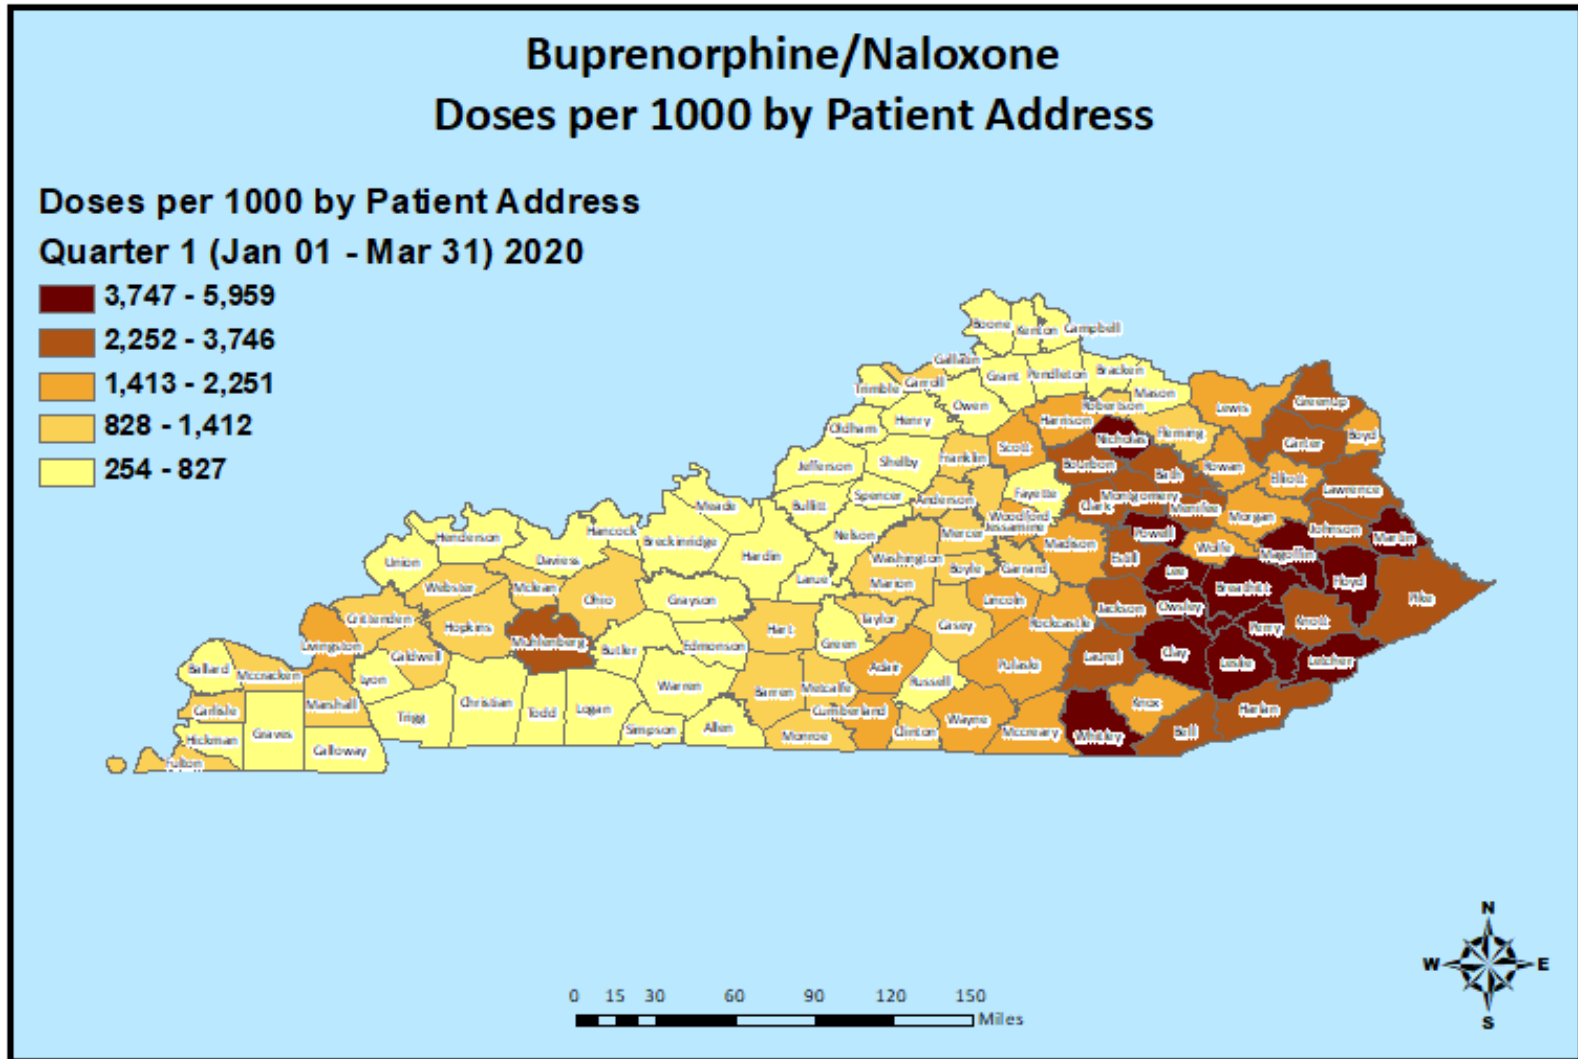 Buprenorphine/Naloxone
Doses per 1000 by Patient Address
Doses per 1000 by Patient Address
Quarter 1 (Jan 01 - Mar 31) 2020
3,747 - 5,959
2,252 - 3,746
1,413 - 2,251
828 - 1,412
254 - 827
Boone
Kenton
Campbell
Gallatin
Grant
Pendleton
Bracken
Trimble
Carroll
Owen
Mason
Robertson
Lewis
Greenup
Oldham
Henry
Harrison
Nicholas
Fleming
Carter
Boyd
Jefferson
Shelby
Franklin
Scott
Bourbon
Bath
Rowan
Elliott
Lawrence
Meade
Bullitt
Spencer
Anderson
Fayette
Clark
Montgomery
Menifee
Morgan
Hancock
Breckinridge
Nelson
Woodford
Jessamine
Mercer
Madison
Powell
Johnson
Martin
Henderson
Union
Daviess
Hardin
Washington
Boyle
Garrard
Estill
Wolfe
Magoffin
Larue
Marion
Lee
Breathitt
Floyd
Webster
Mclean
Ohio
Grayson
Lincoln
Jackson
Owsley
Pike
Crittenden
Hopkins
Muhlenberg
Hart
Green
Taylor
Casey
Rockcastle
Perry
Knott
Livingston
Caldwell
Butler
Edmonson
Adair
Pulaski
Laurel
Clay
Leslie
Letcher
Ballard
Mccracken
Lyon
Warren
Barren
Metcalfe
Russell
Knox
Harlan
Carlisle
Marshall
Trigg
Christian
Todd
Logan
Simpson
Allen
Monroe
Cumberland
Clinton
Wayne
Mccreary
Whitley
Bell
Hickman
Graves
Calloway
Fulton
N
W
E
S
0 15 30 60 90 120 150
Miles